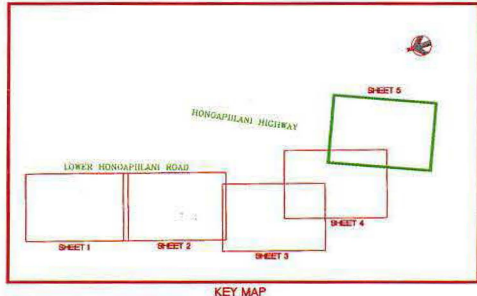 SHEET 5
HONOAPIILANI HIGHWAY
LOWER HONOAPIILANI ROAD
SHEET 4
SHEET 1
SHEET 2
SHEET 3
KEY MAP